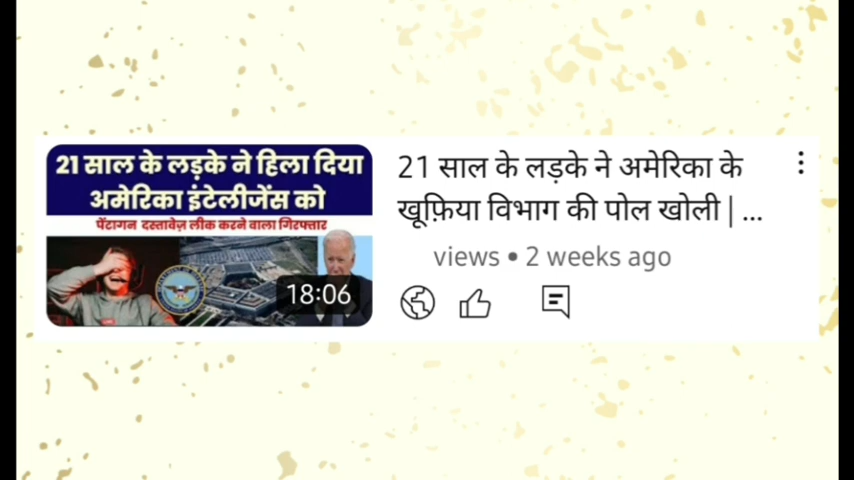 21 साल के लड़के ने हिला दिया
अमेरिका इंटेलीजेंस को
पेंटागन दस्तावेज़ लीक करने वाला गिरफ्तार
18:06
21 साल के लड़के ने अमेरिका के
खूफ़िया विभाग की पोल खोली | ...
views • 2 weeks ago